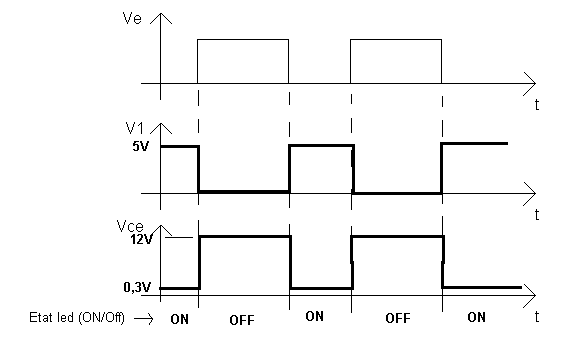 Ve
t
V1
5V
t
Vce
12V
0,3V
Etat led (ON/Off)
ON OFF ON OFF ON
t